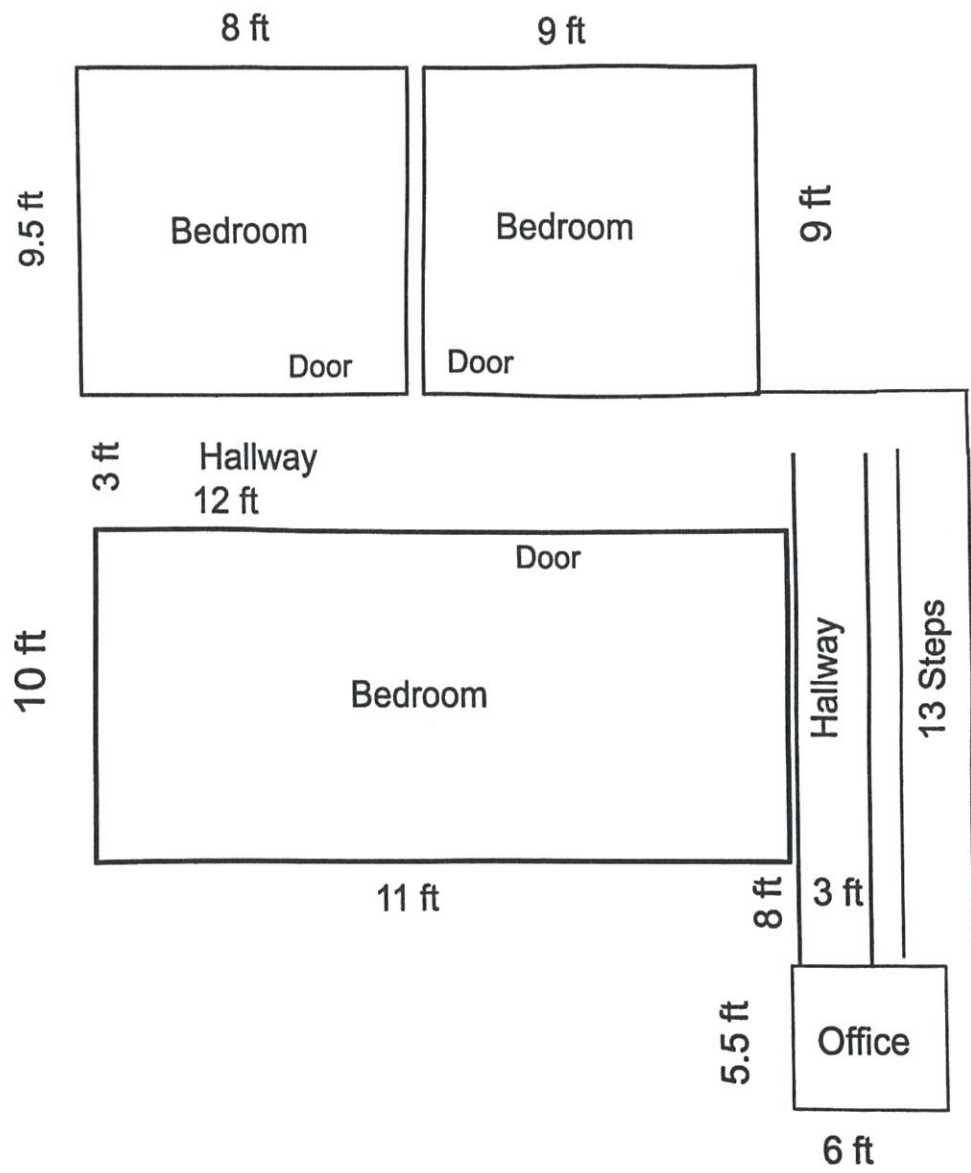 8 ft
9 ft
9.5 ft
Bedroom
Bedroom
9 ft
Door
Door
3 ft
Hallway
12 ft
Door
10 ft
Bedroom
Hallway
13 Steps
11 ft
8 ft
3 ft
5.5 ft
Office
6 ft